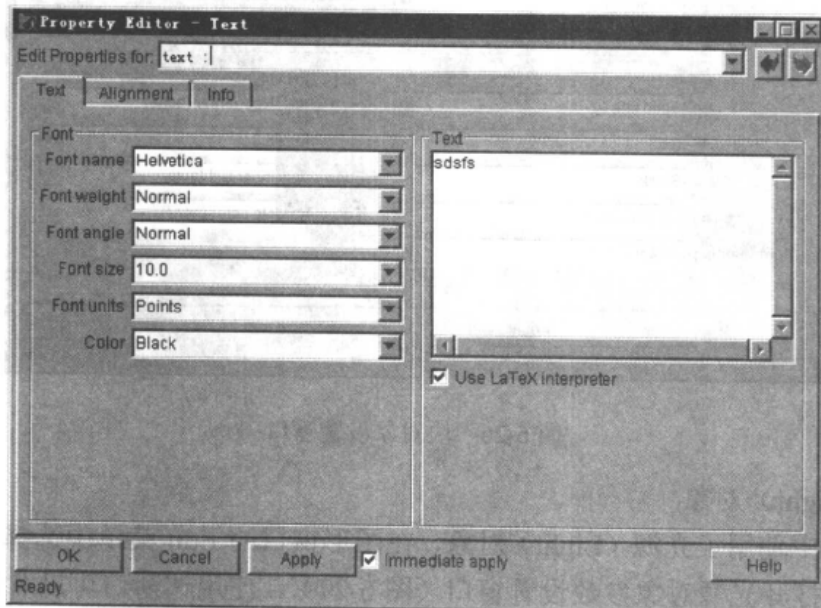 Property Editor - Text
Edit Properties for: text :
Text Alignment Info
Font
Font name Helvetica
Font weight Normal
Font angle Normal
Font size 10.0
Font units Points
Color Black
Text
sdsfs
Use LaTeX interpreter
OK Cancel Apply Immediate apply Help
Ready